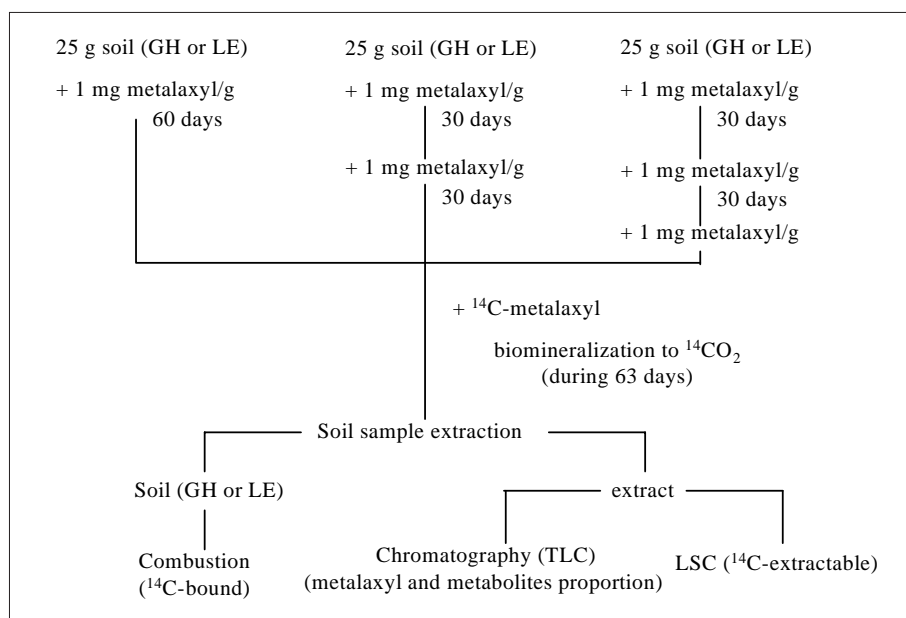 25 g soil (GH or LE)
25 g soil (GH or LE)
25 g soil (GH or LE)
+ 1 mg metalaxyl/g
+ 1 mg metalaxyl/g
+ 1 mg metalaxyl/g
60 days
30 days
30 days
+ 1 mg metalaxyl/g
+ 1 mg metalaxyl/g
30 days
30 days
+ 1 mg metalaxyl/g
+ ¹⁴C-metalaxyl
biomineralization to ¹⁴CO₂
(during 63 days)
Soil sample extraction
Soil (GH or LE)
extract
Combustion
(¹⁴C-bound)
Chromatography (TLC)
(metalaxyl and metabolites proportion)
LSC (¹⁴C-extractable)